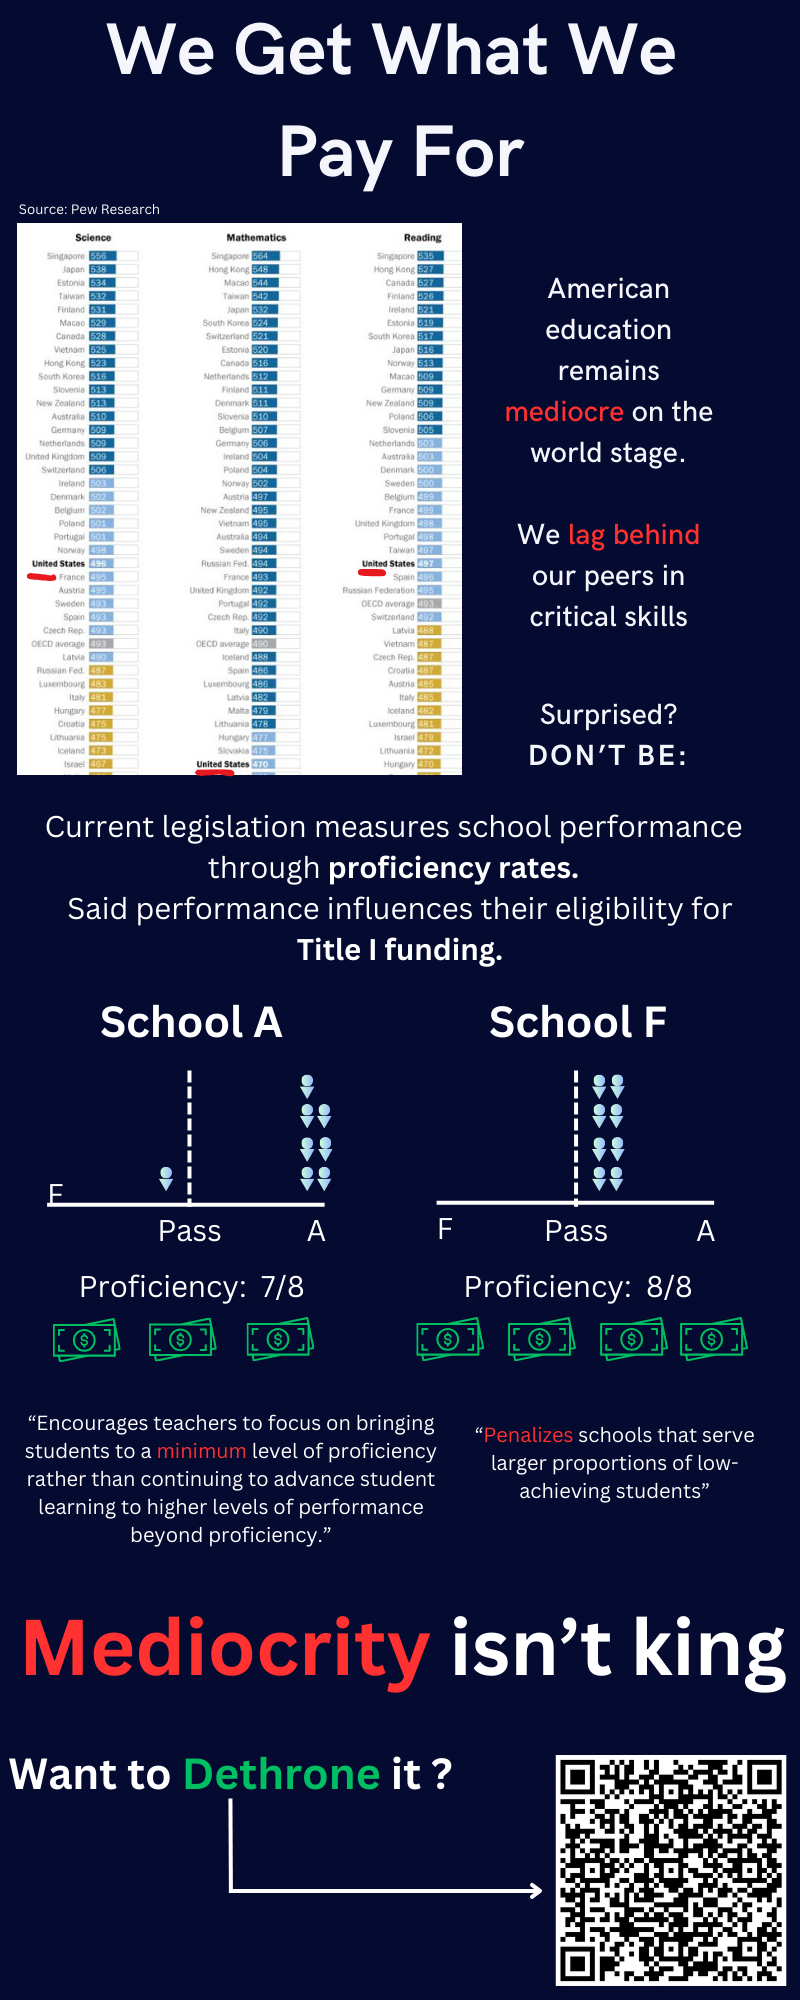 We Get What We
Pay For
Source: Pew Research
Science
Singapore 556
Japan 538
Estonia 534
Taiwan 532
Finland 531
Macao 529
Canada 528
Vietnam 525
Hong Kong 523
South Korea 516
Slovenia 513
New Zealand 513
Australia 510
Germany 509
Netherlands 509
United Kingdom 509
Switzerland 506
Ireland 503
Denmark 502
Belgium 502
Poland 501
Portugal 501
Norway 498
United States 496
France 495
Austria 495
Sweden 493
Spain 493
Czech Rep. 493
OECD average 493
Latvia 490
Russian Fed. 487
Luxembourg 483
Italy 481
Hungary 477
Croatia 475
Lithuania 475
Iceland 473
Israel 467
Mathematics
Singapore 564
Hong Kong 548
Macao 544
Taiwan 542
Japan 532
South Korea 524
Switzerland 521
Estonia 520
Canada 516
Netherlands 512
Finland 511
Denmark 511
Slovenia 510
Belgium 507
Germany 506
Ireland 504
Poland 504
Norway 502
Austria 497
New Zealand 495
Vietnam 495
Australia 494
Sweden 494
Russian Fed. 494
France 493
United Kingdom 492
Portugal 492
Czech Rep. 492
Italy 490
OECD average 490
Iceland 488
Spain 486
Luxembourg 486
Latvia 482
Malta 479
Lithuania 478
Hungary 477
Slovakia 475
United States 470
Reading
Singapore 535
Hong Kong 527
Canada 527
Finland 526
Ireland 521
Estonia 519
South Korea 517
Japan 516
Norway 513
Macao 509
Germany 509
New Zealand 509
Poland 506
Slovenia 505
Netherlands 503
Australia 503
Denmark 500
Sweden 500
Belgium 499
France 499
United Kingdom 498
Portugal 498
Taiwan 497
United States 497
Spain 496
Russian Federation 495
OECD average 493
Switzerland 492
Latvia 488
Vietnam 487
Czech Rep. 487
Croatia 487
Austria 485
Italy 485
Iceland 482
Luxembourg 481
Israel 479
Lithuania 472
Hungary 470
American
education
remains
mediocre on the
world stage.
We lag behind
our peers in
critical skills
Surprised?
DON'T BE:
Current legislation measures school performance
through proficiency rates.
Said performance influences their eligibility for
Title I funding.
School A
F
Pass
A
Proficiency: 7/8
School F
F
Pass
A
Proficiency: 8/8
“Encourages teachers to focus on bringing
students to a minimum level of proficiency
rather than continuing to advance student
learning to higher levels of performance
beyond proficiency.”
“Penalizes schools that serve
larger proportions of low-
achieving students”
Mediocrity isn’t king
Want to Dethrone it ?